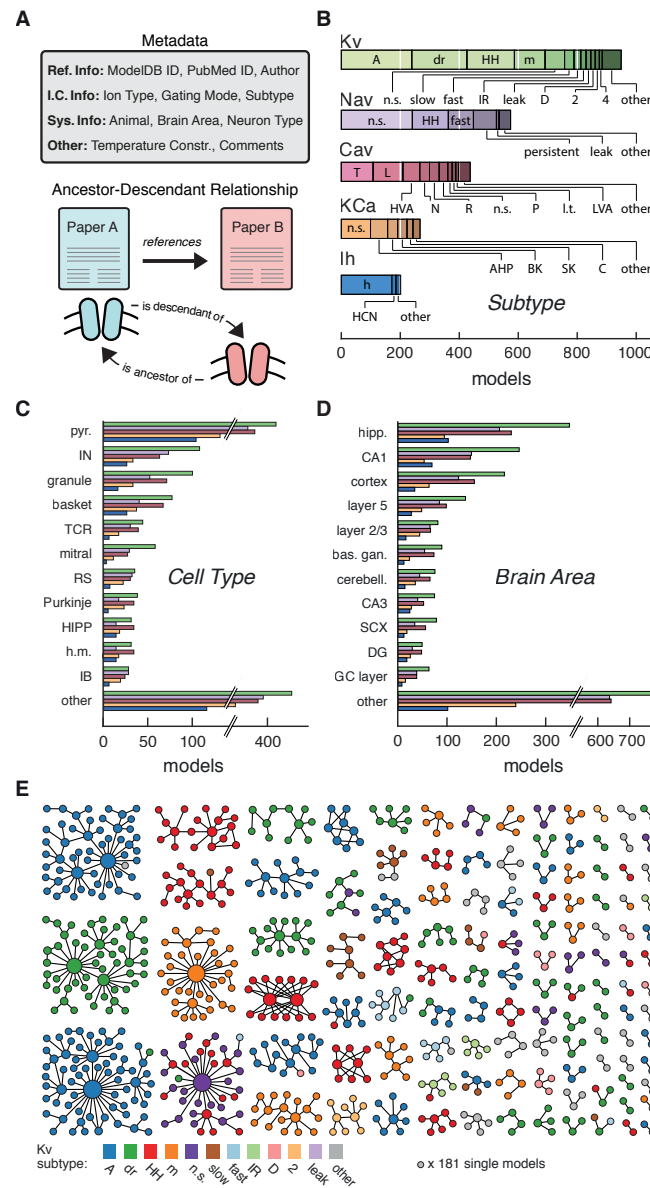 A
Metadata
Ref. Info: ModelDB ID, PubMed ID, Author
I.C. Info: Ion Type, Gating Mode, Subtype
Sys. Info: Animal, Brain Area, Neuron Type
Other: Temperature Constr., Comments
Ancestor-Descendant Relationship
Paper A
references
Paper B
is descendant of
is ancestor of
B
Kv
A dr HH m
n.s. slow fast IR leak D 2 4 other
Nav
n.s. HH fast
persistent leak other
Cav
T L
HVA N R n.s. P l.t. LVA other
KCa
n.s.
AHP BK SK C other
Ih
h
HCN other
Subtype
0 200 400 600 800 1000
models
C
pyr.
IN
granule
basket
TCR
mitral
RS
Purkinje
HIPP
h.m.
IB
other
Cell Type
0 50 100 400
models
D
hipp.
CA1
cortex
layer 5
layer 2/3
bas. gan.
cerebell.
CA3
SCX
DG
GC layer
other
Brain Area
0 100 200 300 600 700
models
E
Kv
subtype:
A dr HH m n.s. slow fast IR D 2 leak other
x 181 single models